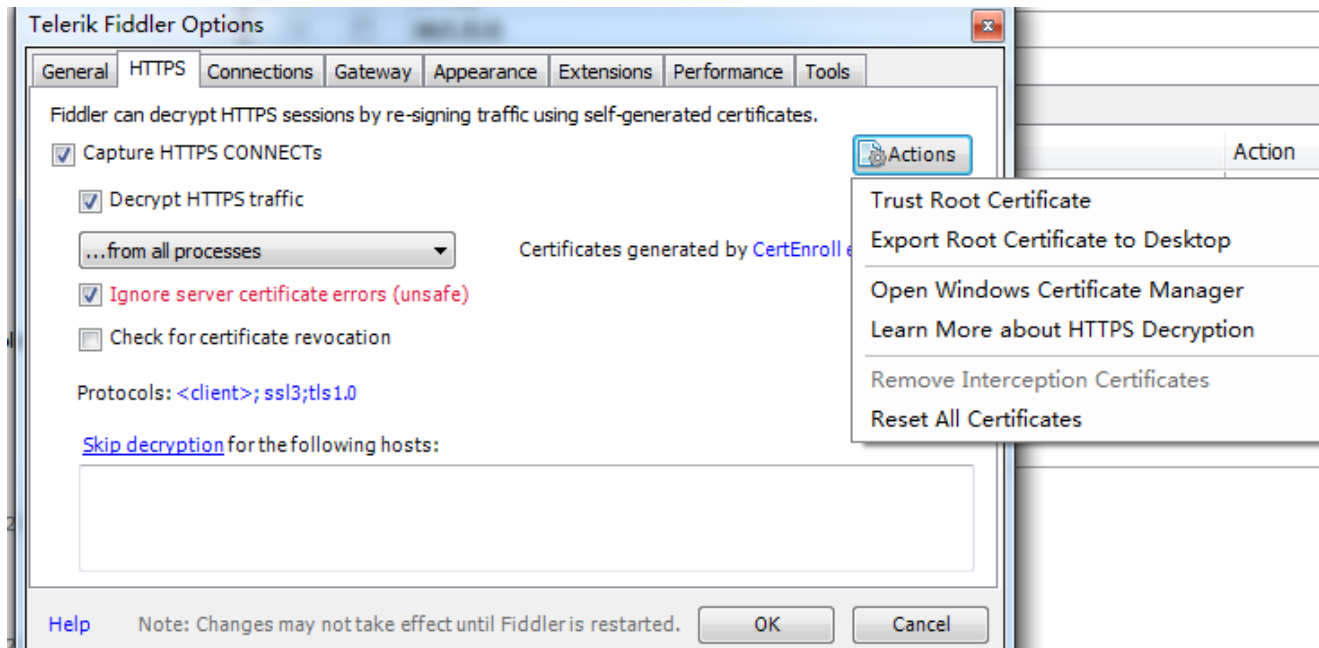 Telerik Fiddler Options
General HTTPS Connections Gateway Appearance Extensions Performance Tools
Fiddler can decrypt HTTPS sessions by re-signing traffic using self-generated certificates.
Capture HTTPS CONNECTs
Actions
Action
Decrypt HTTPS traffic
Trust Root Certificate
...from all processes
Certificates generated by CertEnroll
Export Root Certificate to Desktop
Ignore server certificate errors (unsafe)
Open Windows Certificate Manager
Check for certificate revocation
Learn More about HTTPS Decryption
Protocols: <client>; ssl3;tls1.0
Remove Interception Certificates
Reset All Certificates
Skip decryption for the following hosts:
Help
Note: Changes may not take effect until Fiddler is restarted.
OK
Cancel